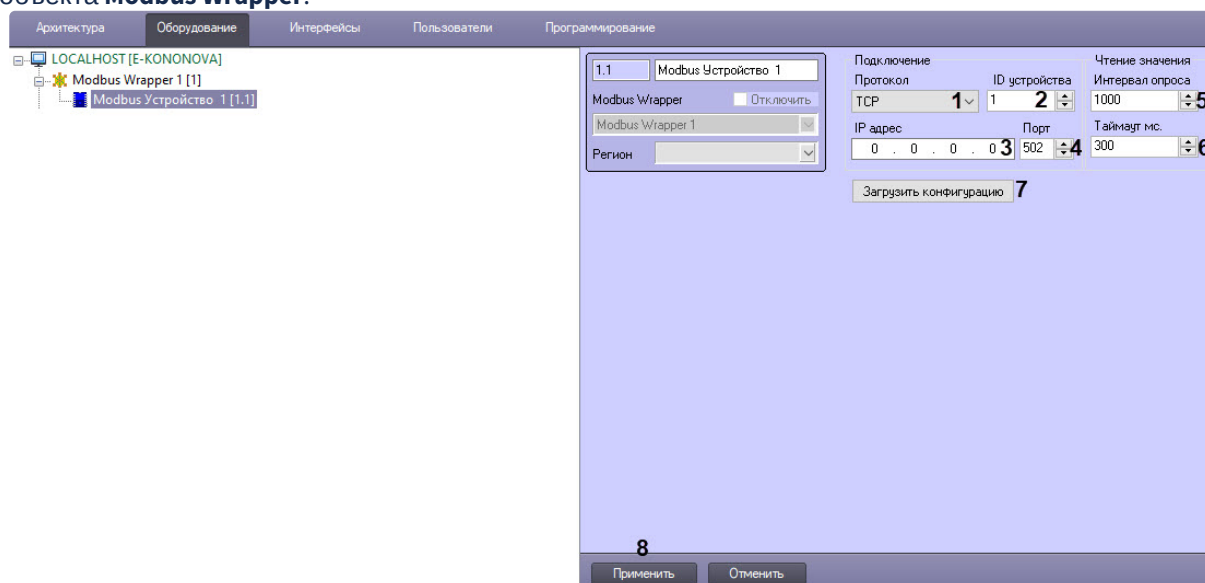 объекта Modbus Wrapper.
Архитектура Оборудование Интерфейсы Пользователи Программирование
LOCALHOST [E-KONONOVA]
Modbus Wrapper 1 [1]
Modbus Устройство 1 [1.1]
1.1 Modbus Устройство 1
Modbus Wrapper Отключить
Modbus Wrapper 1
Регион
Подключение
Протокол ID устройства
TCP 1 1 2
IP адрес Порт
0 . 0 . 0 . 0 3 502 4
Чтение значения
Интервал опроса
1000 5
Таймаут мс.
300 6
Загрузить конфигурацию 7
8
Применить Отменить